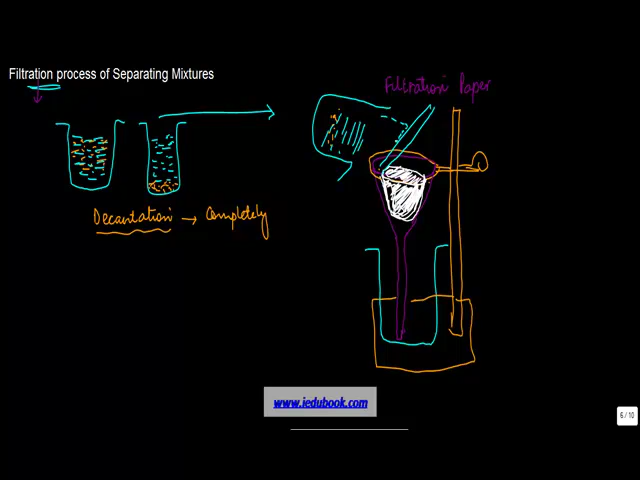 Filtration process of Separating Mixtures
Filtration Paper
Decantation → Completely
www.iedubook.com
6 / 10